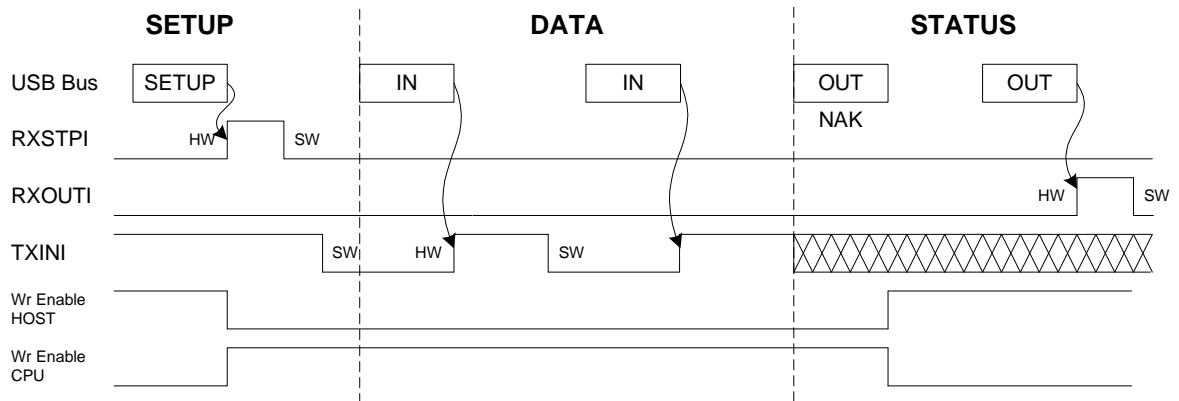 SETUP DATA STATUS
USB Bus SETUP IN IN OUT OUT
NAK
RXSTPI HW SW
RXOUTI HW SW
TXINI SW HW SW
Wr Enable
HOST
Wr Enable
CPU